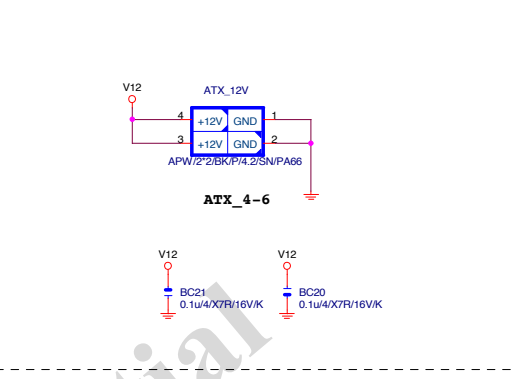 V12
ATX_12V
4 +12V GND 1
3 +12V GND 2
APW/2*2/BK/P/4.2/SN/PA66
ATX_4-6
V12 V12
BC21 BC20
0.1u/4/X7R/16V/K 0.1u/4/X7R/16V/K
tial